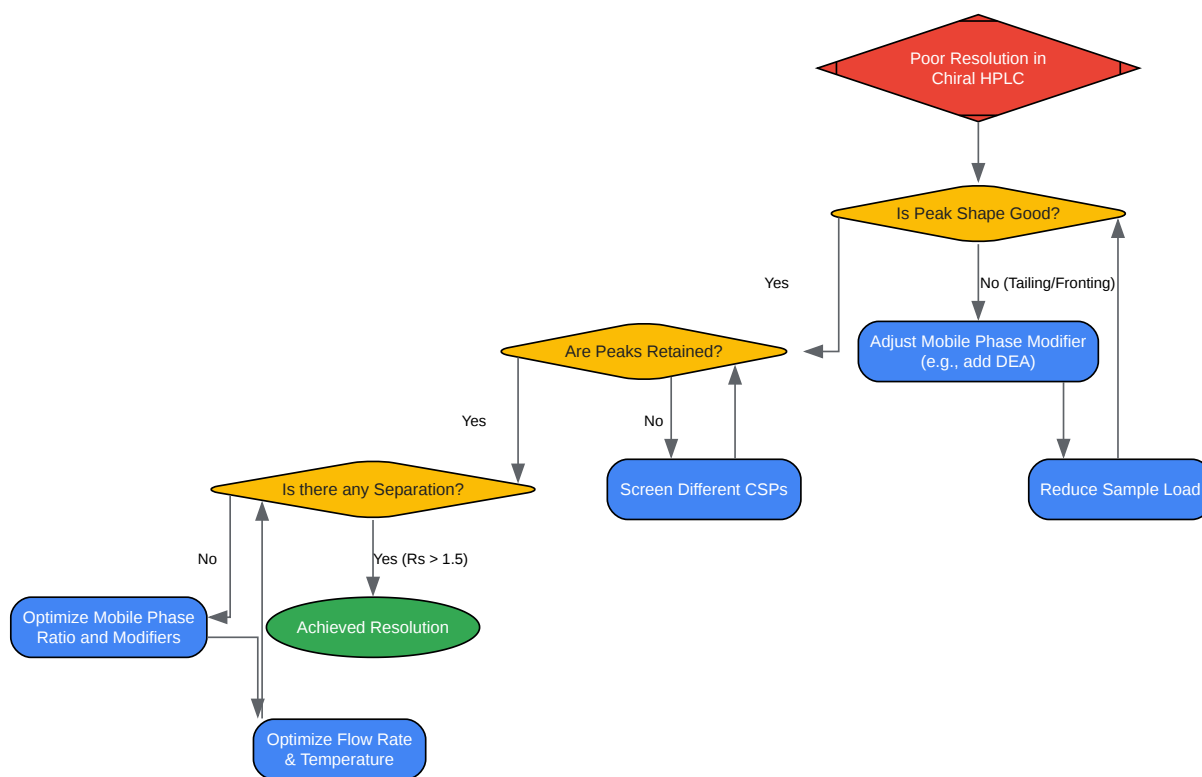 Poor Resolution in
Chiral HPLC
Is Peak Shape Good?
Yes
No (Tailing/Fronting)
Are Peaks Retained?
Adjust Mobile Phase Modifier
(e.g., add DEA)
Yes
No
Is there any Separation?
Screen Different CSPs
Reduce Sample Load
No
Yes (Rs > 1.5)
Optimize Mobile Phase
Ratio and Modifiers
Achieved Resolution
Optimize Flow Rate
& Temperature